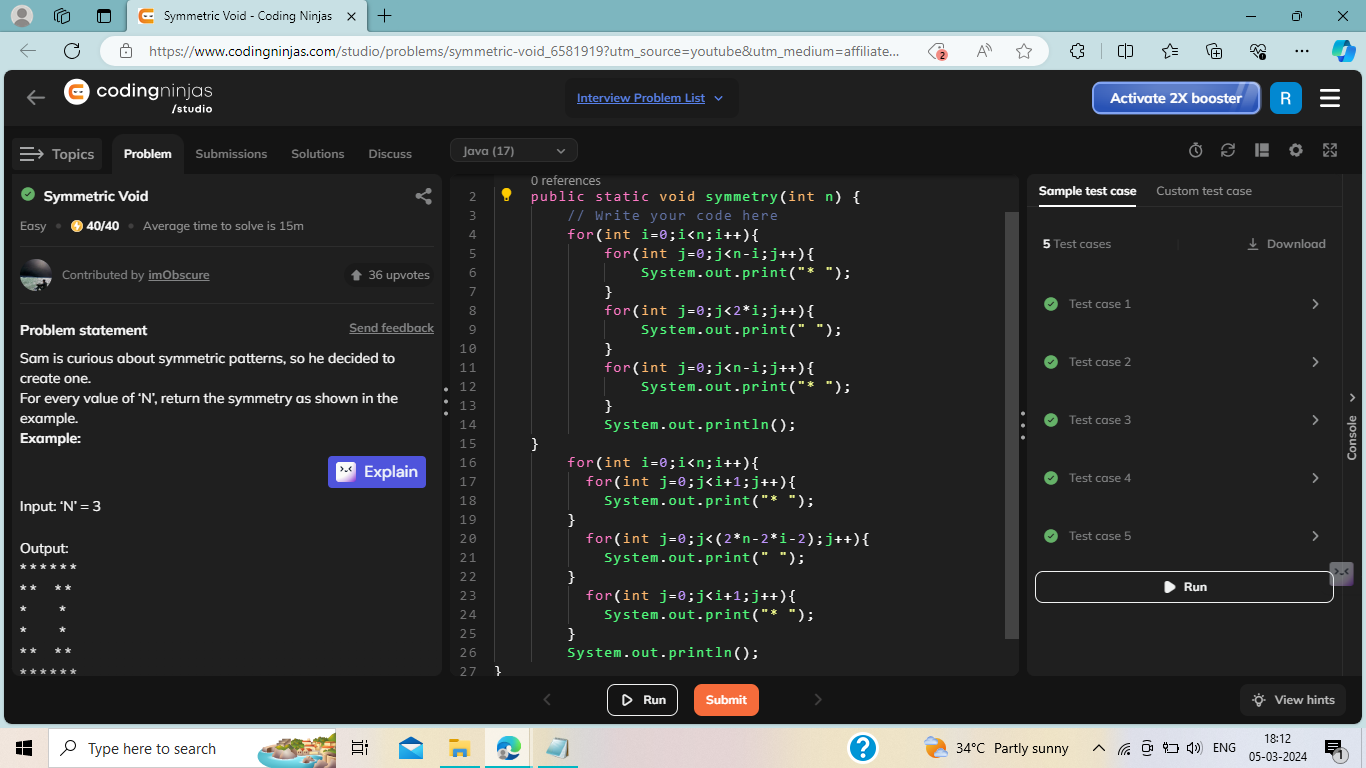 Symmetric Void - Coding Ninjas
https://www.codingninjas.com/studio/problems/symmetric-void_6581919?utm_source=youtube&utm_medium=affiliate...
2
codingninjas
/studio
Interview Problem List
Activate 2X booster
R
Topics
Problem
Submissions
Solutions
Discuss
Java (17)
Symmetric Void
Easy • 40/40 • Average time to solve is 15m
Contributed by imObscure
36 upvotes
Problem statement
Send feedback
Sam is curious about symmetric patterns, so he decided to
create one.
For every value of ‘N’, return the symmetry as shown in the
example.
Example:
Explain
Input: ‘N’ = 3
Output:
* * * * * *
* *     * *
*         *
*         *
* *     * *
* * * * * *
0 references
2 public static void symmetry(int n) {
3 // Write your code here
4 for(int i=0;i<n;i++){
5 for(int j=0;j<n-i;j++){
6 System.out.print("* ");
7 }
8 for(int j=0;j<2*i;j++){
9 System.out.print("  ");
10 }
11 for(int j=0;j<n-i;j++){
12 System.out.print("* ");
13 }
14 System.out.println();
15 }
16 for(int i=0;i<n;i++){
17 for(int j=0;j<i+1;j++){
18 System.out.print("* ");
19 }
20 for(int j=0;j<(2*n-2*i-2);j++){
21 System.out.print("  ");
22 }
23 for(int j=0;j<i+1;j++){
24 System.out.print("* ");
25 }
26 System.out.println();
27 }
Sample test case
Custom test case
5 Test cases
Download
Test case 1
Test case 2
Test case 3
Test case 4
Test case 5
Run
Console
Run
Submit
View hints
Type here to search
34°C Partly sunny
ENG
18:12
05-03-2024
1